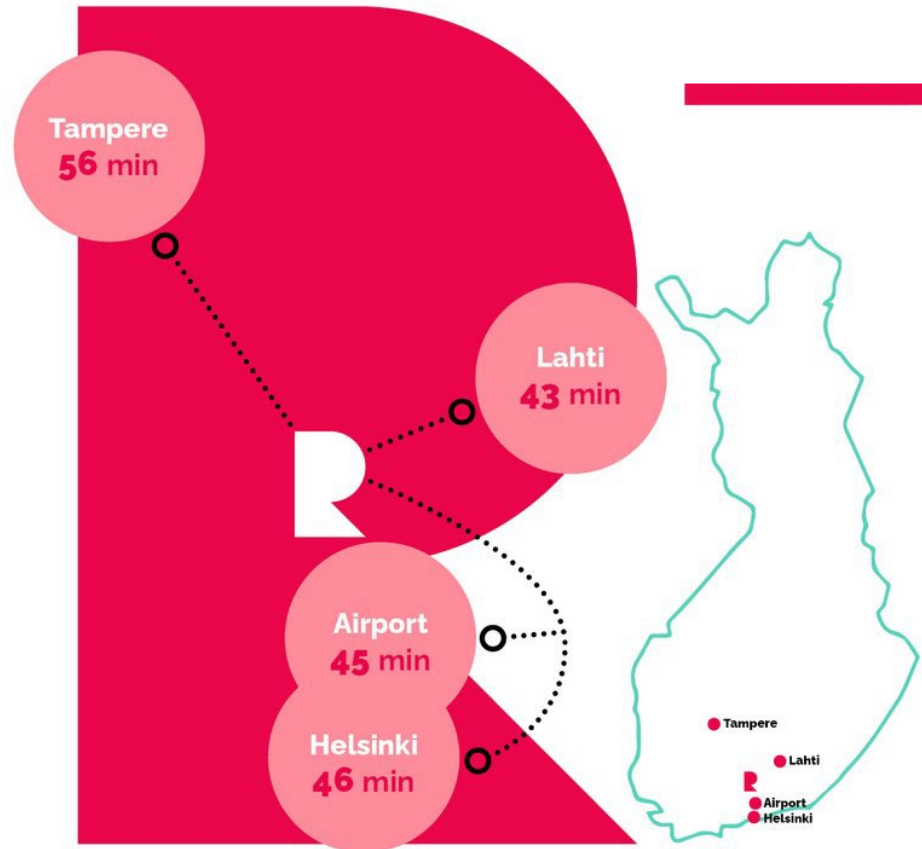 Tampere
56 min
Lahti
43 min
R
Airport
45 min
Helsinki
46 min
Tampere
Lahti
R
Airport
Helsinki